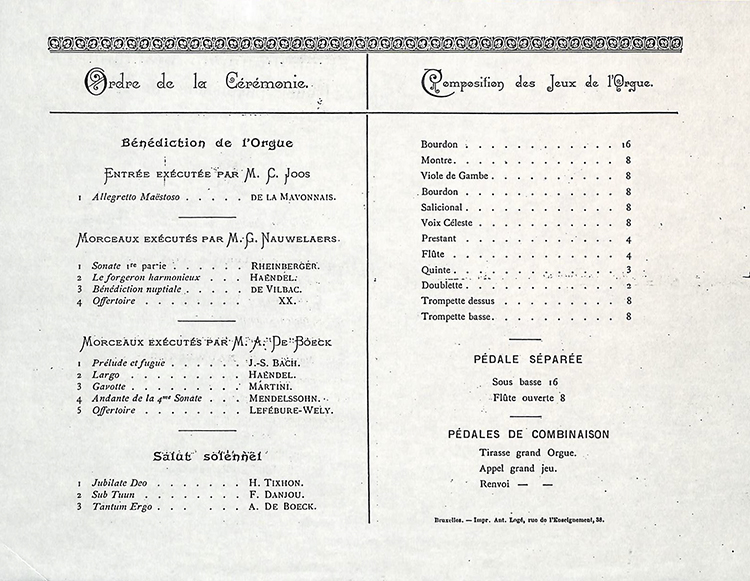 Ordre de la Cérémonie.
Bénédiction de l'Orgue
ENTRÉE EXÉCUTÉE PAR M. C. JOOS
1 Allegretto Maëstoso . . . . . DE LA MAVONNAIS.
MORCEAUX EXÉCUTÉS PAR M. G. NAUWELAERS.
1 Sonate 1re parie . . . . . RHEINBERGER.
2 Le forgeron harmonieux . . . HAËNDEL.
3 Bénédiction nuptiale . . . . . DE VILBAC.
4 Offertoire . . . . . . . XX.
MORCEAUX EXÉCUTÉS PAR M. A. DE BOECK
1 Prélude et fugue . . . . . . J.-S. BACH.
2 Largo . . . . . . . . HAËNDEL.
3 Gavotte . . . . . . . . MARTINI.
4 Andante de la 4me Sonate . . . MENDELSSOHN.
5 Offertoire . . . . . . . LEFÉBURE-WELY.
Salut solennel
1 Jubilate Deo . . . . . . . H. TIXHON.
2 Sub Tuun . . . . . . . F. DANJOU.
3 Tantum Ergo . . . . . . . A. DE BOECK.
Composition des Jeux de l'Orgue.
Bourdon . . . . . . . . . . . 16
Montre . . . . . . . . . . . 8
Viole de Gambe . . . . . . . . . 8
Bourdon . . . . . . . . . . . 8
Salicional . . . . . . . . . . . 8
Voix Céleste . . . . . . . . . . 8
Prestant . . . . . . . . . . . 4
Flûte . . . . . . . . . . . 4
Quinte . . . . . . . . . . . 3
Doublette . . . . . . . . . . . 2
Trompette dessus . . . . . . . . . 8
Trompette basse . . . . . . . . . 8
PÉDALE SÉPARÉE
Sous basse 16
Flûte ouverte 8
PÉDALES DE COMBINAISON
Tirasse grand Orgue.
Appel grand jeu.
Renvoi — —
Bruxelles. — Impr. Ant. Logé, rue de l'Enseignement, 38.